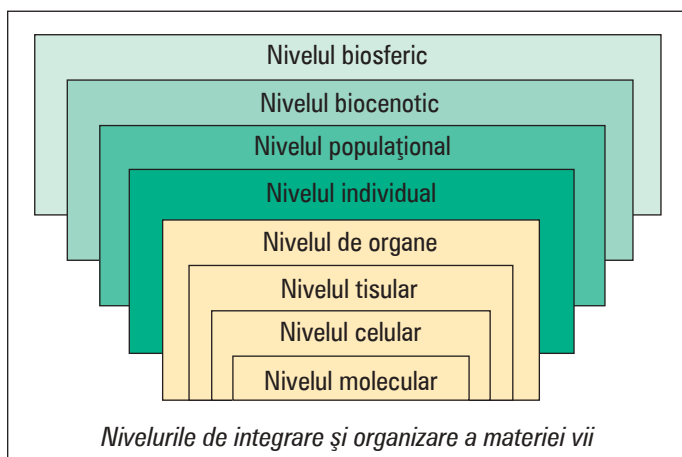 Nivelul biosferic
Nivelul biocenotic
Nivelul populaţional
Nivelul individual
Nivelul de organe
Nivelul tisular
Nivelul celular
Nivelul molecular
Nivelurile de integrare şi organizare a materiei vii